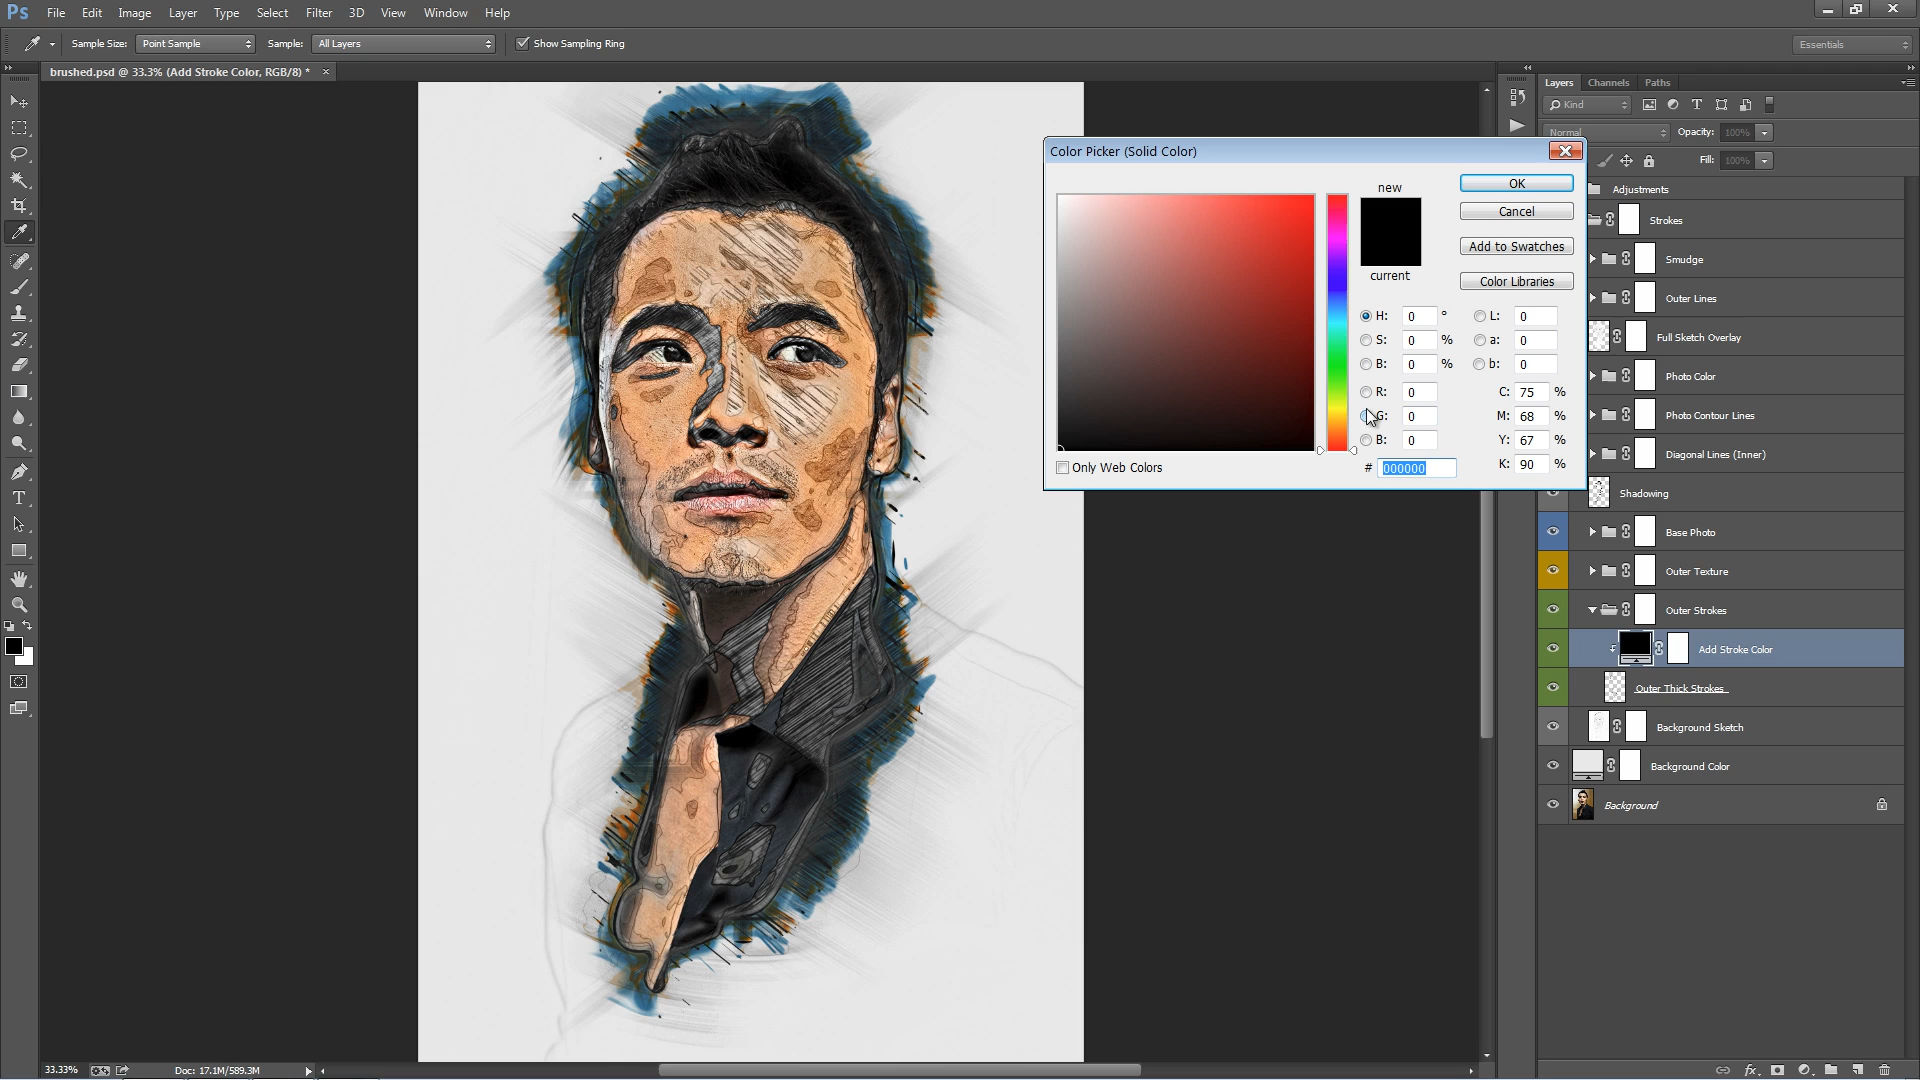 Ps File Edit Image Layer Type Select Filter 3D View Window Help
Sample Size: Point Sample Sample: All Layers Show Sampling Ring Essentials
brushed.psd @ 33.3% (Add Stroke Color, RGB/8) * ×
Layers Channels Paths
Kind
Normal Opacity: 100%
Fill: 100%
Color Picker (Solid Color)
new
current
OK
Cancel
Add to Swatches
Color Libraries
H: 0 ° L: 0
S: 0 % a: 0
B: 0 % b: 0
R: 0 C: 75 %
G: 0 M: 68 %
B: 0 Y: 67 %
# 000000 K: 90 %
Only Web Colors
Adjustments
Strokes
Smudge
Outer Lines
Full Sketch Overlay
Photo Color
Photo Contour Lines
Diagonal Lines (Inner)
Shadowing
Base Photo
Outer Texture
Outer Strokes
Add Stroke Color
Outer Thick Strokes
Background Sketch
Background Color
Background
T
33.33% Doc: 17.1M/589.3M
fx